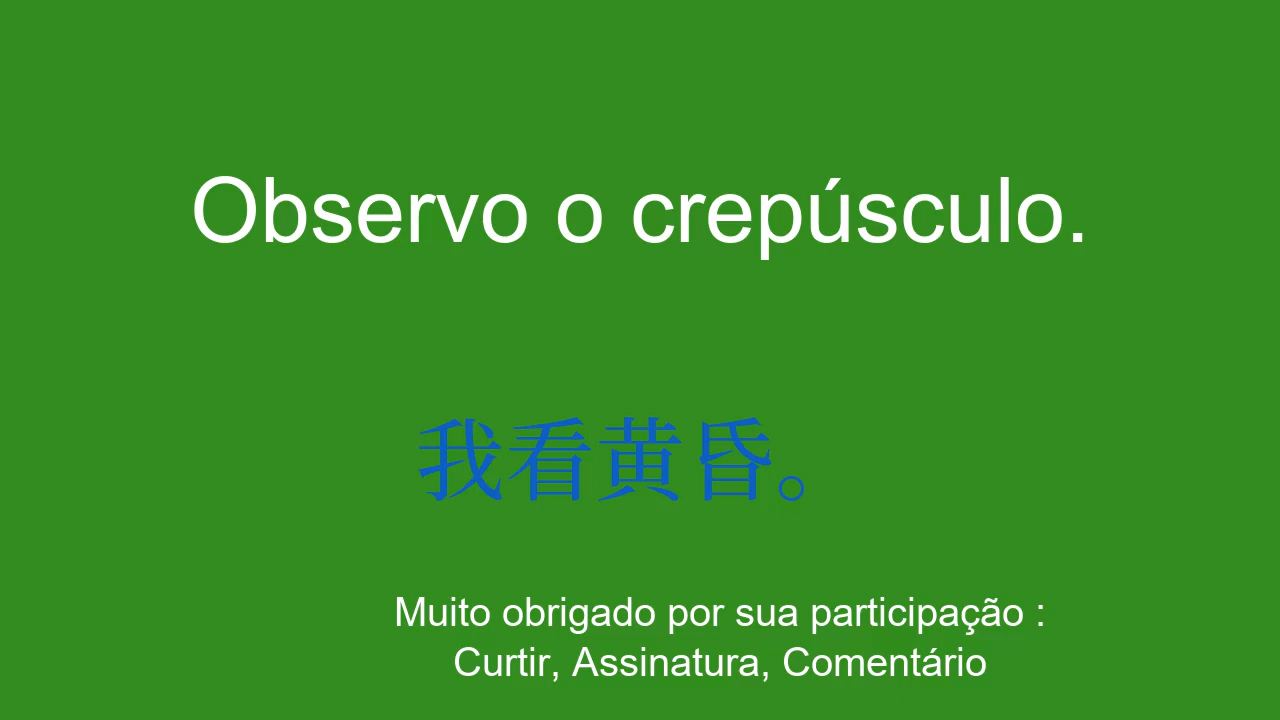 Observo o crepúsculo.
我看黄昏。
Muito obrigado por sua participação :
Curtir, Assinatura, Comentário